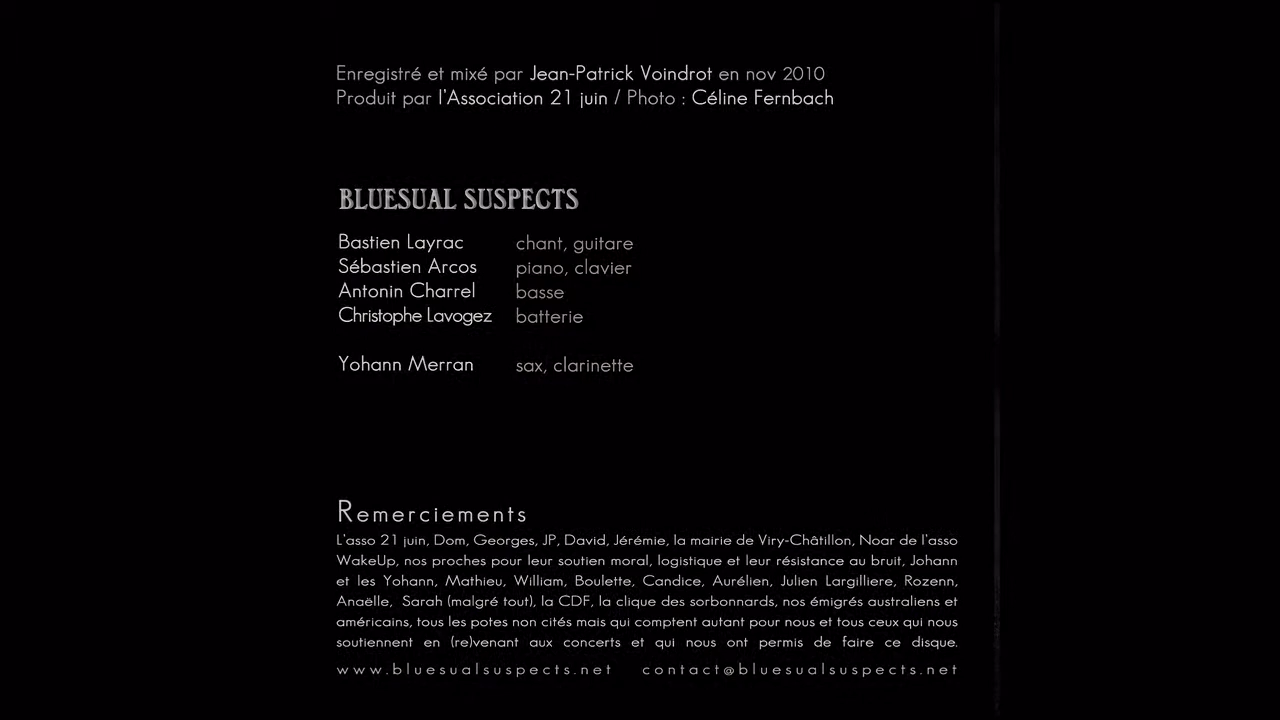 Enregistré et mixé par Jean-Patrick Voindrot en nov 2010
Produit par l'Association 21 juin / Photo : Céline Fernbach
BLUESUAL SUSPECTS
Bastien Layrac chant, guitare
Sébastien Arcos piano, clavier
Antonin Charrel basse
Christophe Lavogez batterie
Yohann Merran sax, clarinette
Remerciements
L'asso 21 juin, Dom, Georges, JP, David, Jérémie, la mairie de Viry-Châtillon, Noar de l'asso
WakeUp, nos proches pour leur soutien moral, logistique et leur résistance au bruit, Johann
et les Yohann, Mathieu, William, Boulette, Candice, Aurélien, Julien Largilliere, Rozenn,
Anaëlle, Sarah (malgré tout), la CDF, la clique des sorbonnards, nos émigrés australiens et
américains, tous les potes non cités mais qui comptent autant pour nous et tous ceux qui nous
soutiennent en (re)venant aux concerts et qui nous ont permis de faire ce disque.
www.bluesualsuspects.net contact@bluesualsuspects.net